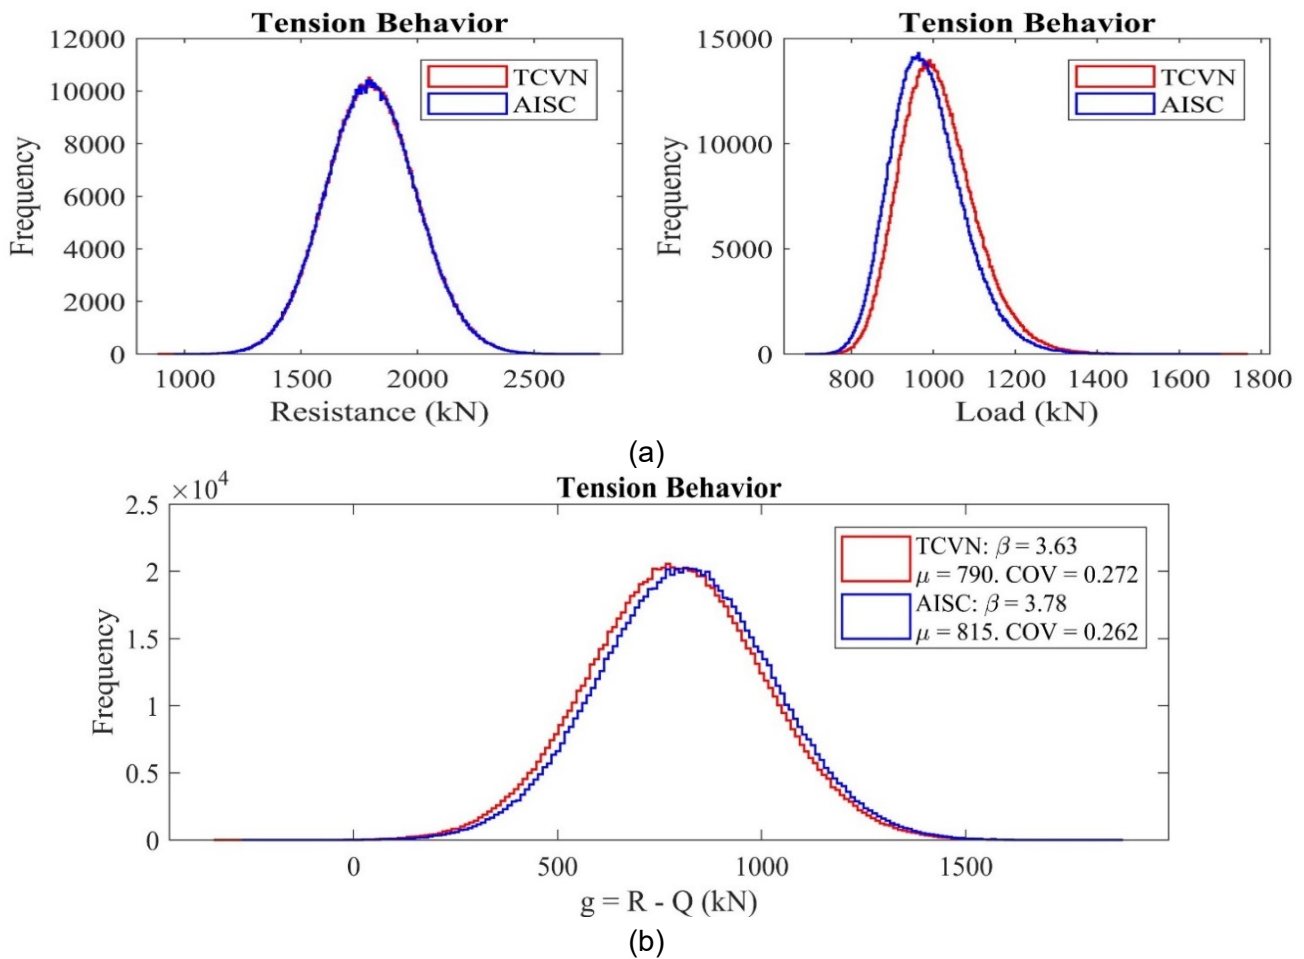 Tension Behavior
12000
10000
8000
6000
4000
2000
0
Frequency
TCVN
AISC
1000 1500 2000 2500
Resistance (kN)
Tension Behavior
15000
10000
5000
0
Frequency
TCVN
AISC
800 1000 1200 1400 1600 1800
Load (kN)
(a)
Tension Behavior
×10⁴
2.5
2
1.5
1
0.5
0
Frequency
TCVN: β = 3.63
μ = 790. COV = 0.272
AISC: β = 3.78
μ = 815. COV = 0.262
0 500 1000 1500
g = R - Q (kN)
(b)